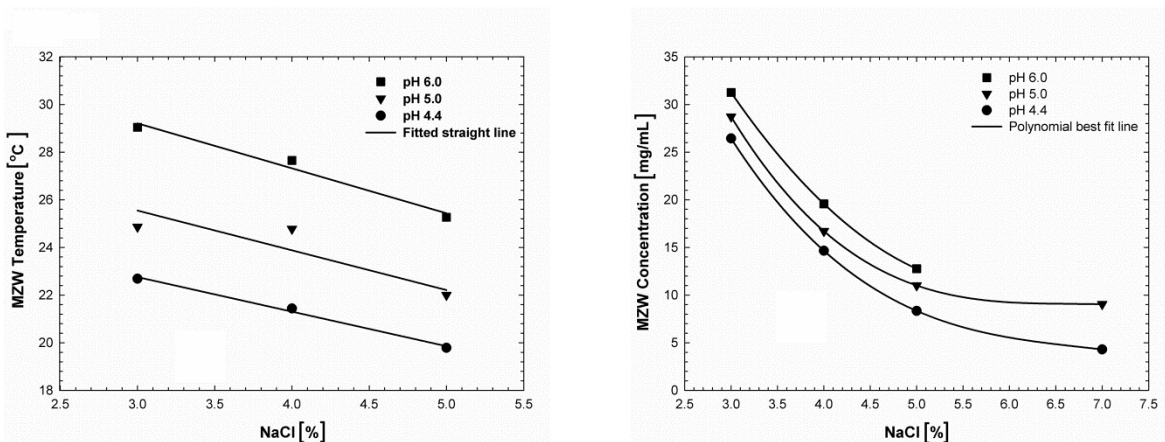 32
30
28
26
24
22
20
18
MZW Temperature [°C]
pH 6.0
pH 5.0
pH 4.4
Fitted straight line
2.5 3.0 3.5 4.0 4.5 5.0 5.5
NaCl [%]
35
30
25
20
15
10
5
0
MZW Concentration [mg/mL]
pH 6.0
pH 5.0
pH 4.4
Polynomial best fit line
2.5 3.0 3.5 4.0 4.5 5.0 5.5 6.0 6.5 7.0 7.5
NaCl [%]